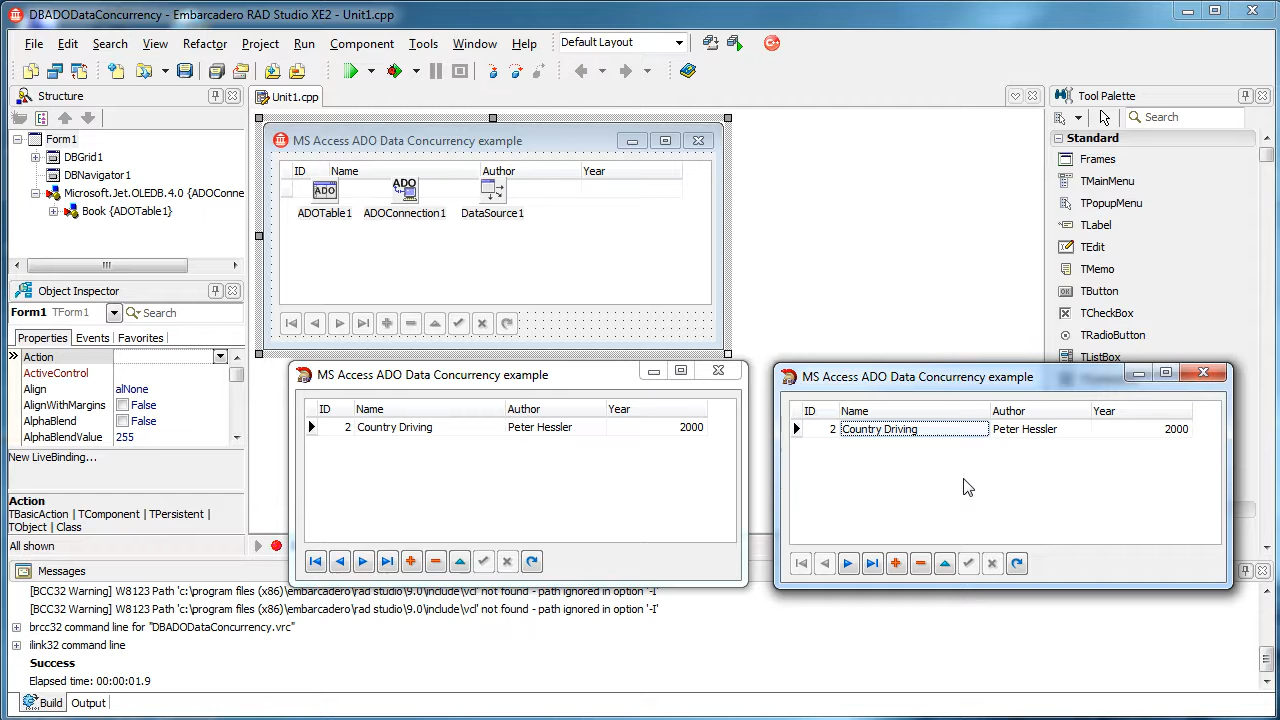 DBADODataConcurrency - Embarcadero RAD Studio XE2 - Unit1.cpp
File Edit Search View Refactor Project Run Component Tools Window Help Default Layout
Structure
Form1
DBGrid1
DBNavigator1
Microsoft.Jet.OLEDB.4.0 {ADOConne
Book {ADOTable1}
Object Inspector
Form1 TForm1 Search
Properties Events Favorites
Action
ActiveControl
Align alNone
AlignWithMargins False
AlphaBlend False
AlphaBlendValue 255
New LiveBinding...
Action
TBasicAction | TComponent | TPersistent |
TObject | Class
All shown
Unit1.cpp
MS Access ADO Data Concurrency example
ID Name Author Year
ADO ADO
ADOTable1 ADOConnection1 DataSource1
MS Access ADO Data Concurrency example
ID Name Author Year
2 Country Driving Peter Hessler 2000
MS Access ADO Data Concurrency example
ID Name Author Year
2 Country Driving Peter Hessler 2000
Tool Palette
Search
Standard
Frames
TMainMenu
TPopupMenu
TLabel
TEdit
TMemo
TButton
TCheckBox
TRadioButton
TListBox
Messages
[BCC32 Warning] W8123 Path 'c:\program files (x86)\embarcadero\rad studio\9.0\include\vcl' not found - path ignored in option '-I'
[BCC32 Warning] W8123 Path 'c:\program files (x86)\embarcadero\rad studio\9.0\include\vcl' not found - path ignored in option '-I'
brcc32 command line for "DBADODataConcurrency.vrc"
ilink32 command line
Success
Elapsed time: 00:00:01.9
Build Output